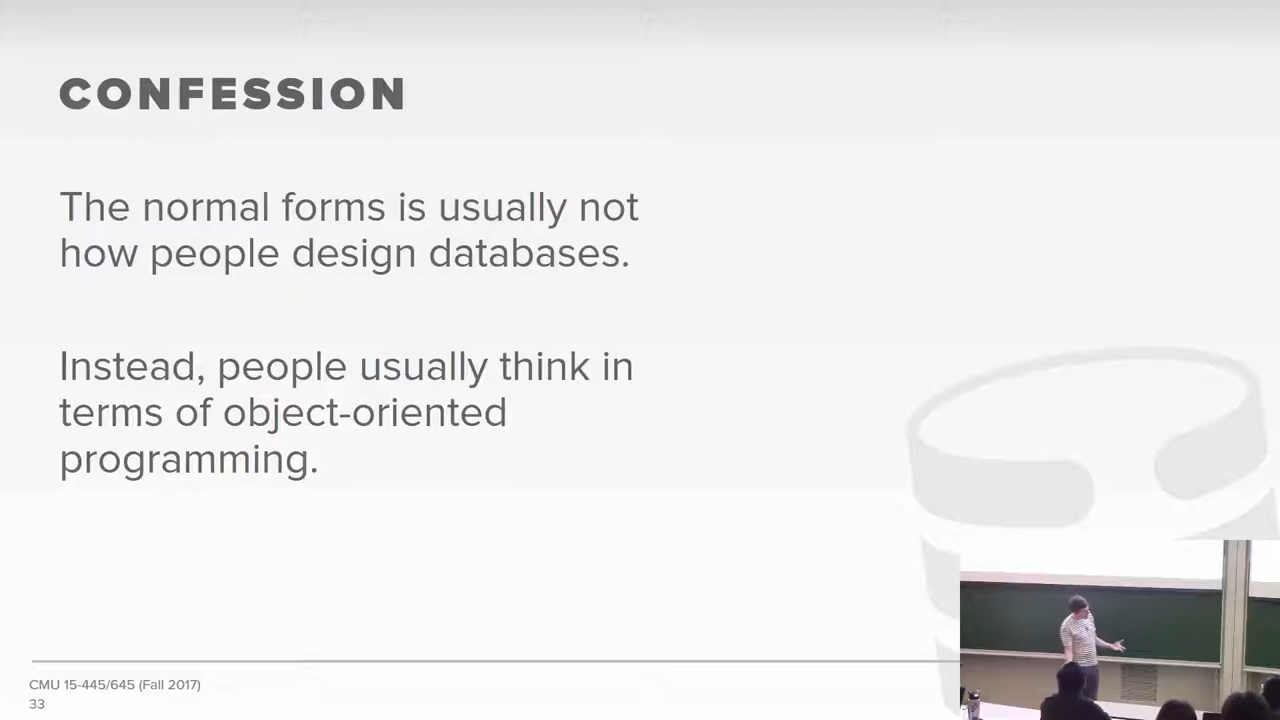 CONFESSION
The normal forms is usually not
how people design databases.
Instead, people usually think in
terms of object-oriented
programming.
CMU 15-445/645 (Fall 2017)
33